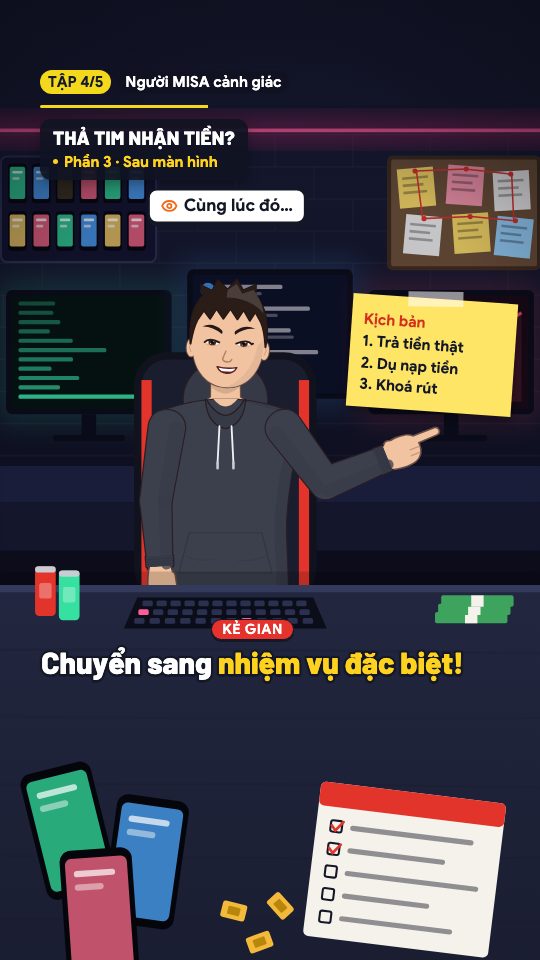 TẬP 4/5
Người MISA cảnh giác
THẢ TIM NHẬN TIỀN?
• Phần 3 · Sau màn hình
Cùng lúc đó...
Kịch bản
1. Trả tiền thật
2. Dụ nạp tiền
3. Khoá rút
KẺ GIAN
Chuyển sang nhiệm vụ đặc biệt!